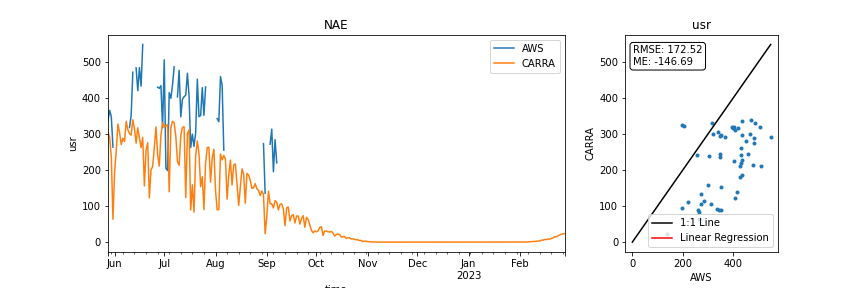 NAE
usr
500
400
300
200
100
0
usr
AWS
CARRA
Jun
Jul
Aug
Sep
Oct
Nov
Dec
Jan
2023
Feb
time
usr
500
400
300
200
100
0
CARRA
RMSE: 172.52
ME: -146.69
1:1 Line
Linear Regression
0
200
400
AWS